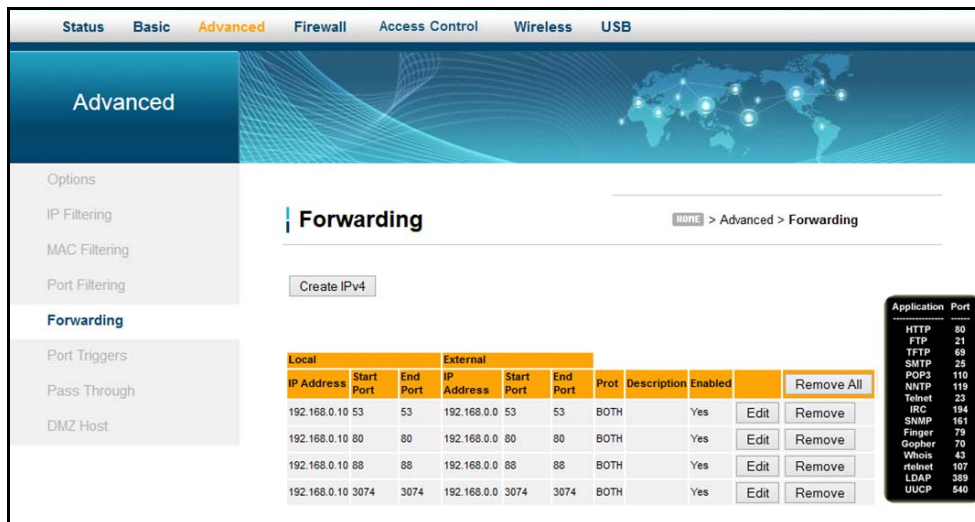 Status Basic Advanced Firewall Access Control Wireless USB
Advanced
Options
IP Filtering
MAC Filtering
Port Filtering
Forwarding
Port Triggers
Pass Through
DMZ Host
Forwarding
HOME > Advanced > Forwarding
Create IPv4
Local External
IP Address Start Port End Port IP Address Start Port End Port Prot Description Enabled Remove All
192.168.0.10 53 53 192.168.0.0 53 53 BOTH Yes Edit Remove
192.168.0.10 80 80 192.168.0.0 80 80 BOTH Yes Edit Remove
192.168.0.10 88 88 192.168.0.0 88 88 BOTH Yes Edit Remove
192.168.0.10 3074 3074 192.168.0.0 3074 3074 BOTH Yes Edit Remove
Application Port
HTTP 80
FTP 21
TFTP 69
SMTP 25
POP3 110
NNTP 119
Telnet 23
IRC 194
SNMP 161
Finger 79
Gopher 70
Whois 43
rtelnet 107
LDAP 389
UUCP 540